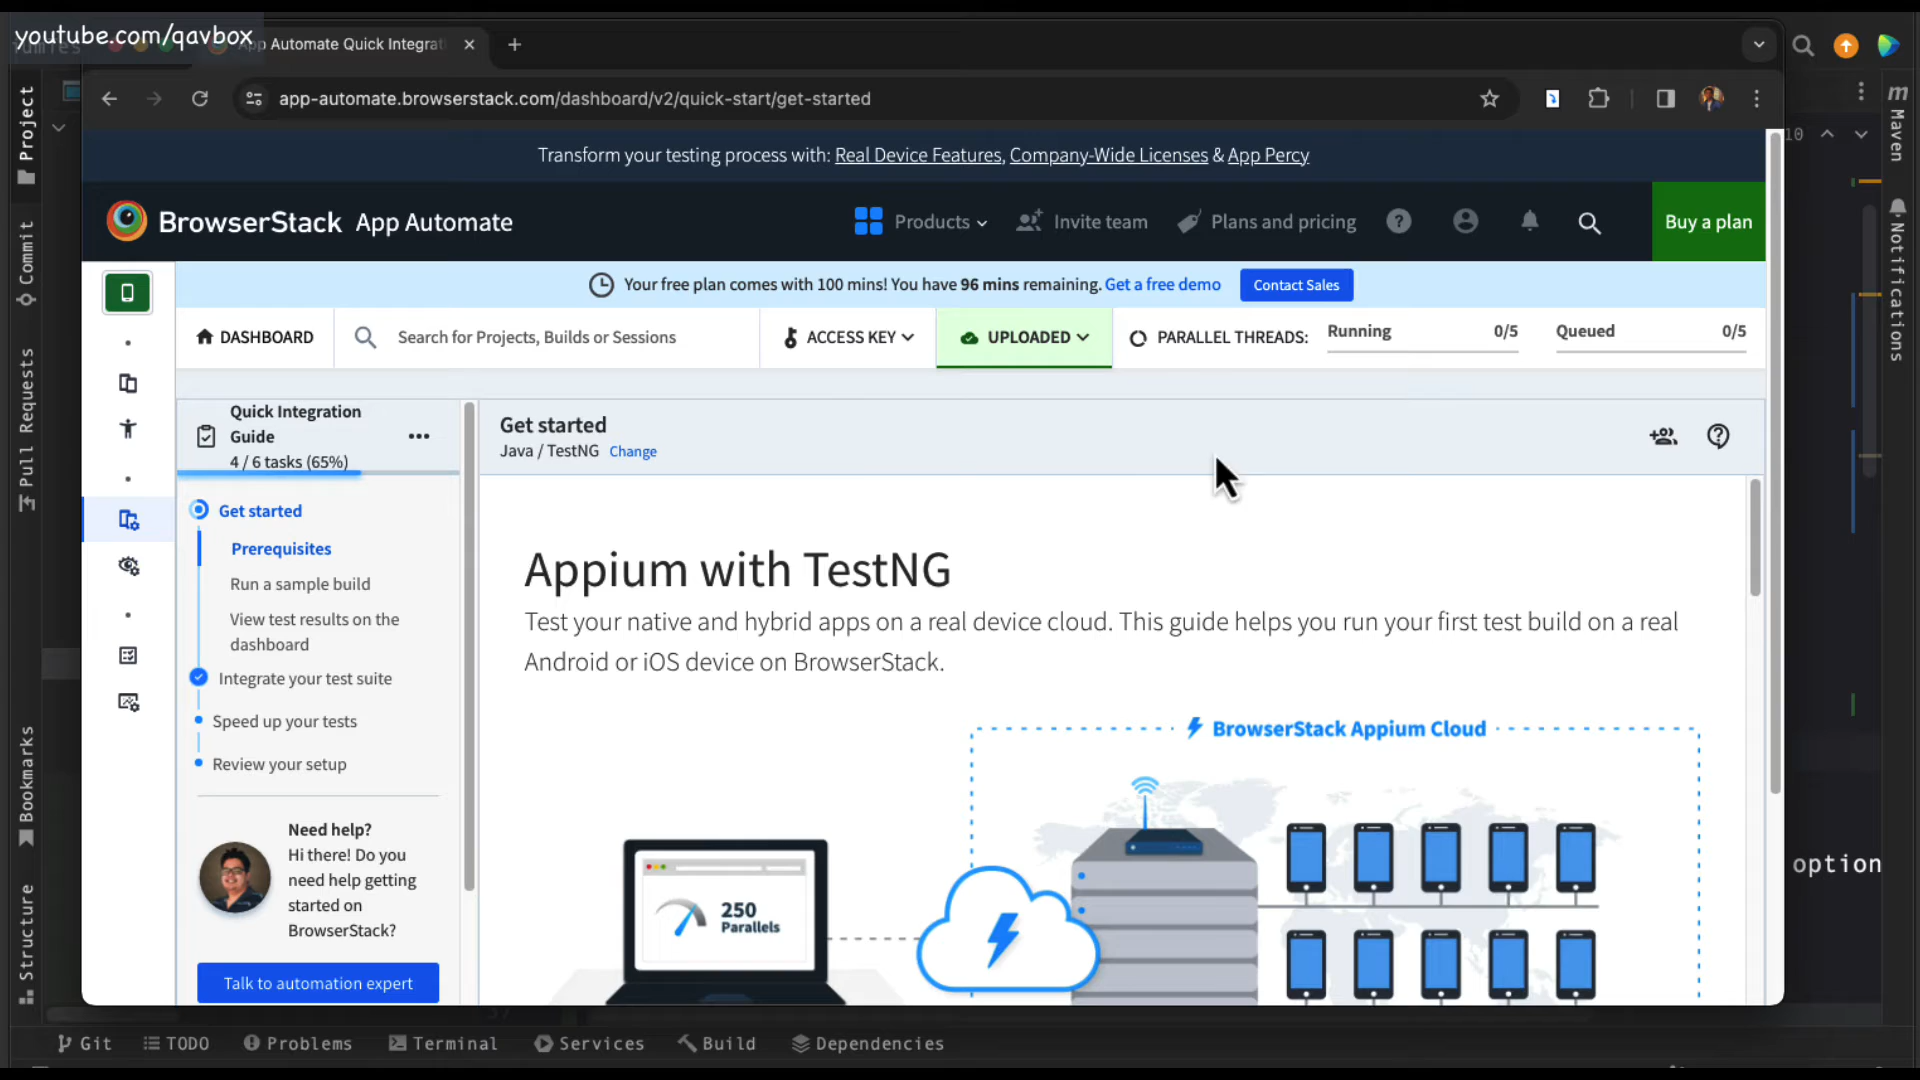 youtube.com/qavbox
App Automate Quick Integrat
app-automate.browserstack.com/dashboard/v2/quick-start/get-started
Transform your testing process with: Real Device Features, Company-Wide Licenses & App Percy
BrowserStack App Automate
Products
Invite team
Plans and pricing
Buy a plan
Your free plan comes with 100 mins! You have 96 mins remaining. Get a free demo
Contact Sales
DASHBOARD
Search for Projects, Builds or Sessions
ACCESS KEY
UPLOADED
PARALLEL THREADS:
Running 0/5
Queued 0/5
Quick Integration
Guide
4 / 6 tasks (65%)
Get started
Java / TestNG Change
Get started
Prerequisites
Run a sample build
View test results on the
dashboard
Integrate your test suite
Speed up your tests
Review your setup
Need help?
Hi there! Do you
need help getting
started on
BrowserStack?
Talk to automation expert
Appium with TestNG
Test your native and hybrid apps on a real device cloud. This guide helps you run your first test build on a real
Android or iOS device on BrowserStack.
BrowserStack Appium Cloud
250
Parallels
Project
Commit
Pull Requests
Bookmarks
Structure
m
Maven
Notifications
10
option
Git
TODO
Problems
Terminal
Services
Build
Dependencies